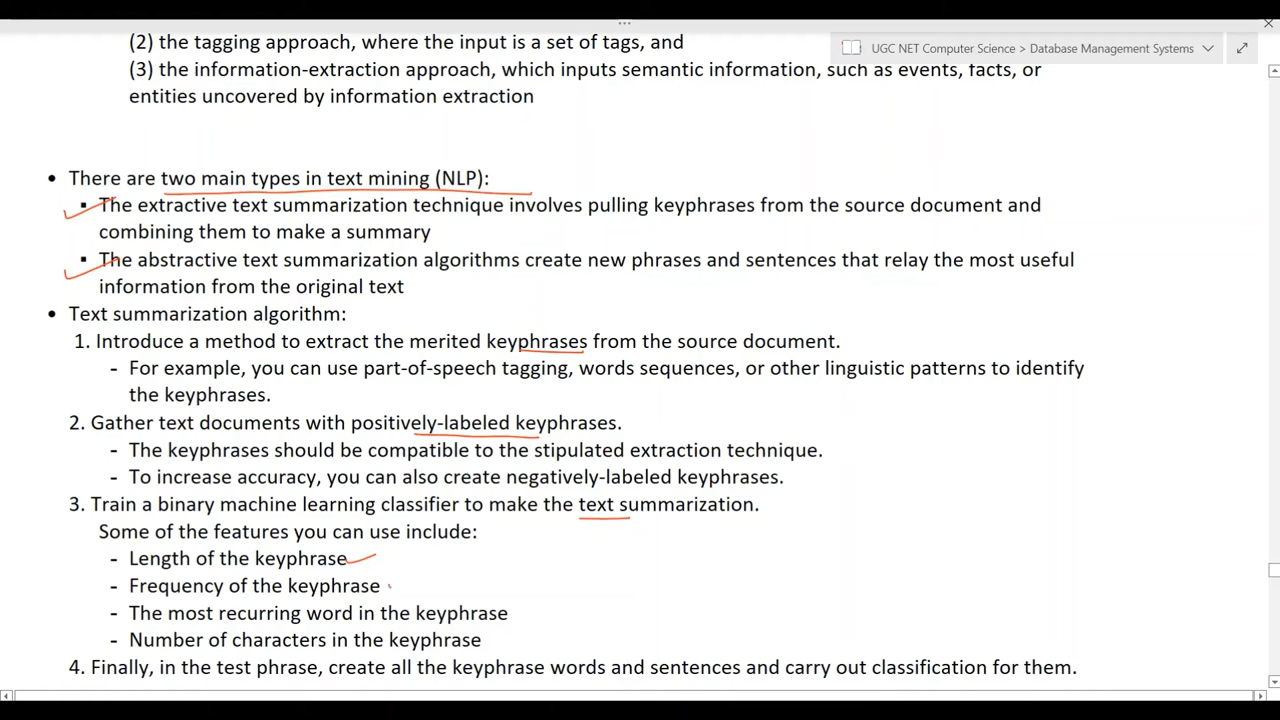 (2) the tagging approach, where the input is a set of tags, and
UGC NET Computer Science > Database Management Systems
(3) the information-extraction approach, which inputs semantic information, such as events, facts, or
entities uncovered by information extraction
• There are two main types in text mining (NLP):
▪ The extractive text summarization technique involves pulling keyphrases from the source document and
combining them to make a summary
▪ The abstractive text summarization algorithms create new phrases and sentences that relay the most useful
information from the original text
• Text summarization algorithm:
1. Introduce a method to extract the merited keyphrases from the source document.
- For example, you can use part-of-speech tagging, words sequences, or other linguistic patterns to identify
the keyphrases.
2. Gather text documents with positively-labeled keyphrases.
- The keyphrases should be compatible to the stipulated extraction technique.
- To increase accuracy, you can also create negatively-labeled keyphrases.
3. Train a binary machine learning classifier to make the text summarization.
Some of the features you can use include:
- Length of the keyphrase
- Frequency of the keyphrase
- The most recurring word in the keyphrase
- Number of characters in the keyphrase
4. Finally, in the test phrase, create all the keyphrase words and sentences and carry out classification for them.